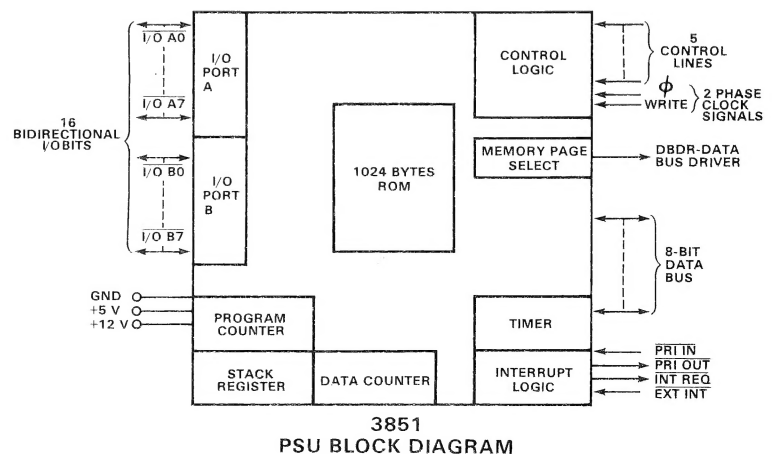 I/O A0
I/O A7
I/O PORT A
16 BIDIRECTIONAL I/O BITS
I/O B0
I/O B7
I/O PORT B
1024 BYTES ROM
CONTROL LOGIC
5 CONTROL LINES
ϕ
WRITE
2 PHASE CLOCK SIGNALS
MEMORY PAGE SELECT
DBDR-DATA BUS DRIVER
8-BIT DATA BUS
GND
+5 V
+12 V
PROGRAM COUNTER
STACK REGISTER
DATA COUNTER
TIMER
INTERRUPT LOGIC
PRI IN
PRI OUT
INT REQ
EXT INT
3851
PSU BLOCK DIAGRAM